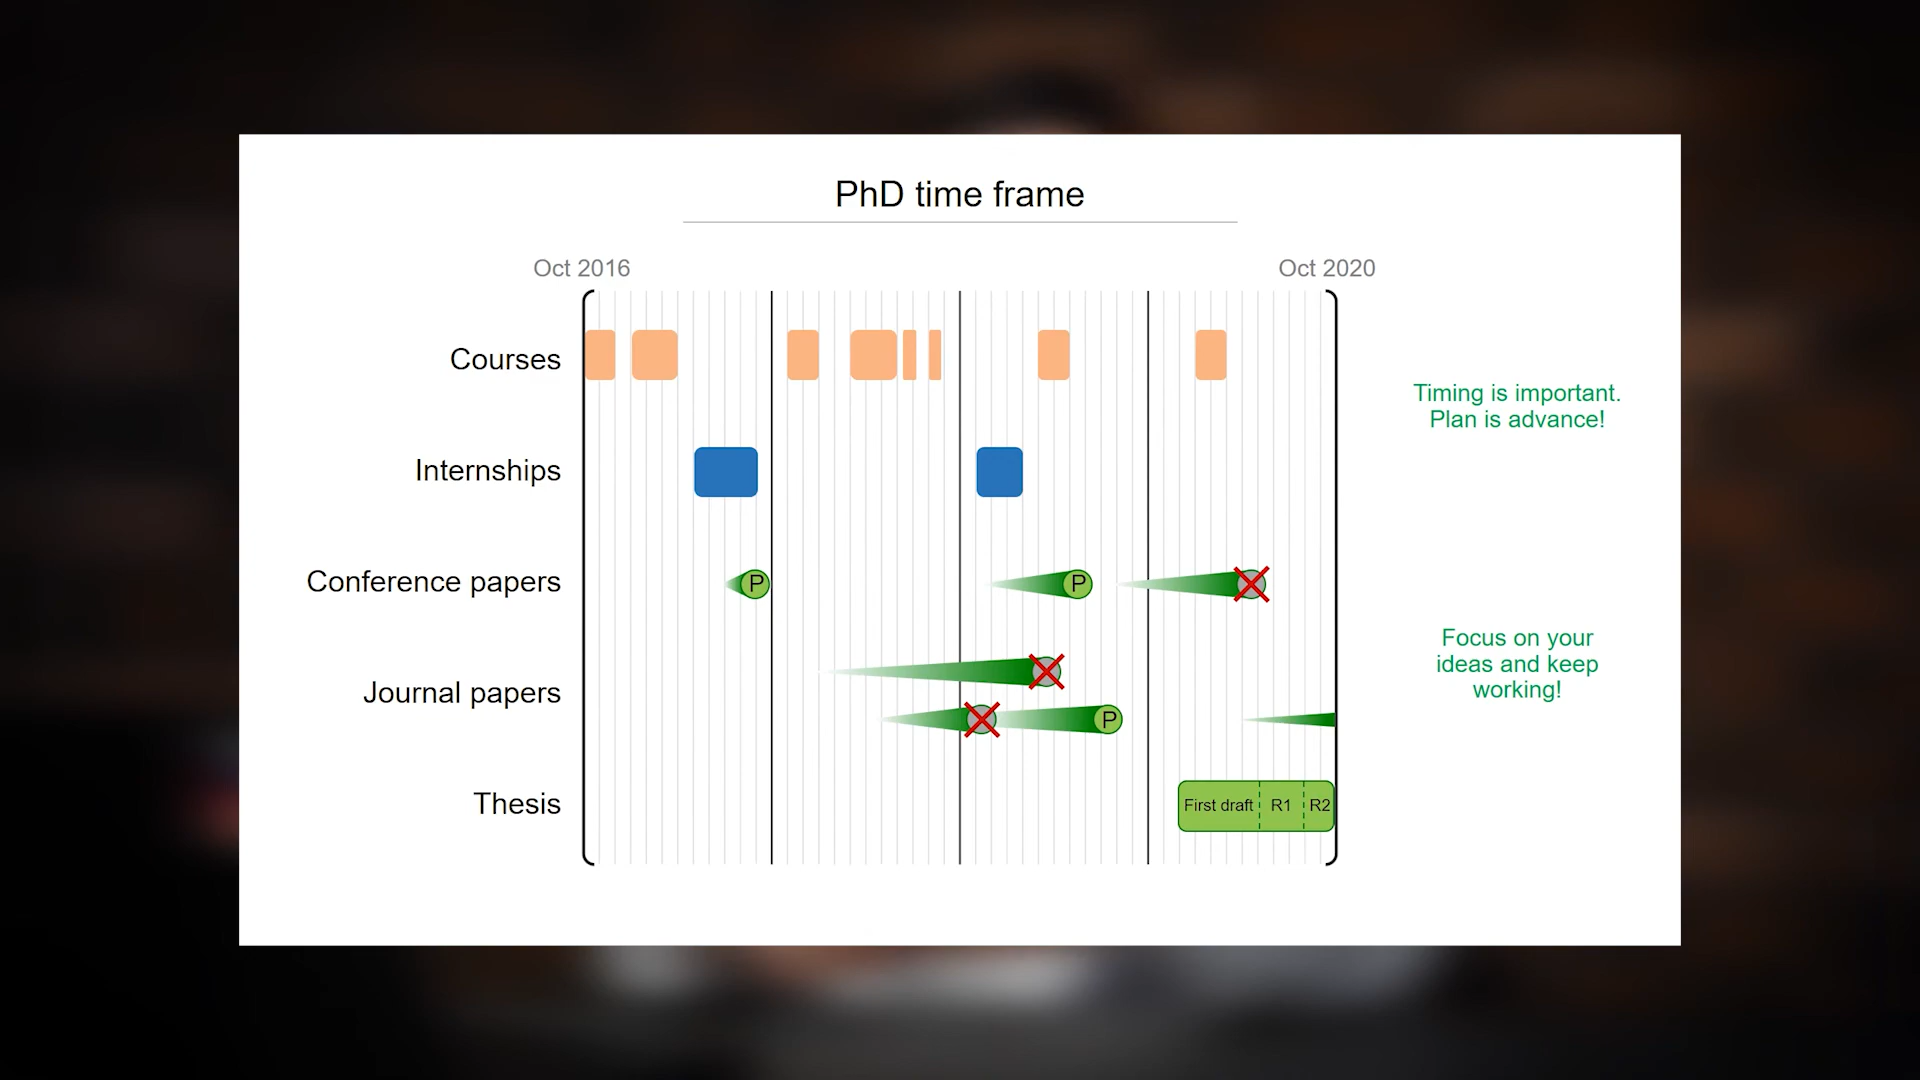 PhD time frame
Oct 2016
Oct 2020
Courses
Timing is important.
Plan is advance!
Internships
Conference papers
P
P
Focus on your
ideas and keep
working!
Journal papers
P
Thesis
First draft
R1
R2